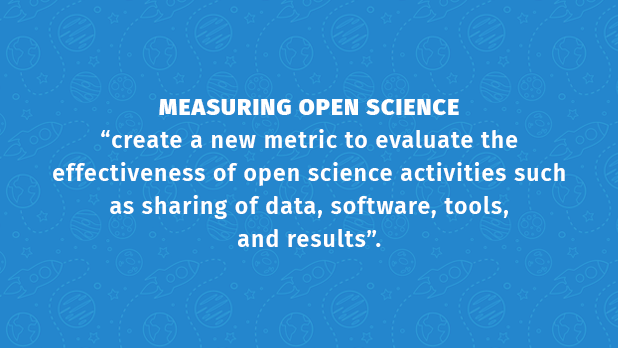 MEASURING OPEN SCIENCE
“create a new metric to evaluate the
effectiveness of open science activities such
as sharing of data, software, tools,
and results”.